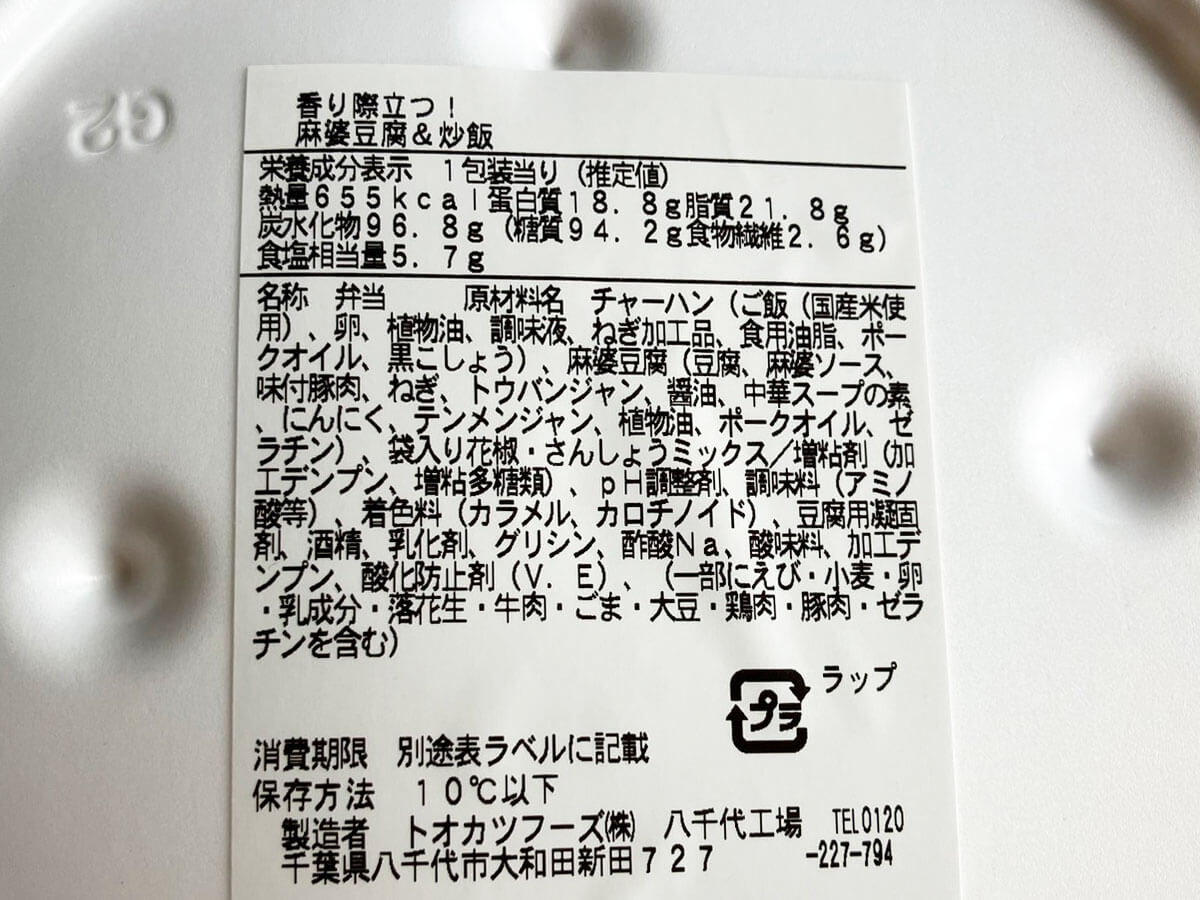 G2
香り際立つ！
麻婆豆腐＆炒飯
栄養成分表示　１包装当り（推定値）
熱量６５５ｋｃａｌ蛋白質１８．８ｇ脂質２１．８ｇ
炭水化物９６．８ｇ（糖質９４．２ｇ食物繊維２．６ｇ）
食塩相当量５．７ｇ
名称　弁当　　　原材料名　チャーハン（ご飯（国産米使
用）、卵、植物油、調味液、ねぎ加工品、食用油脂、ポー
クオイル、黒こしょう）、麻婆豆腐（豆腐、麻婆ソース、
味付豚肉、ねぎ、トウバンジャン、醤油、中華スープの素
、にんにく、テンメンジャン、植物油、ポークオイル、ゼ
ラチン）、袋入り花椒・さんしょうミックス／増粘剤（加
工デンプン、増粘多糖類）、ｐＨ調整剤、調味料（アミノ
酸等）、着色料（カラメル、カロチノイド）、豆腐用凝固
剤、酒精、乳化剤、グリシン、酢酸Ｎａ、酸味料、加工デ
ンプン、酸化防止剤（Ｖ．Ｅ）、（一部にえび・小麦・卵
・乳成分・落花生・牛肉・ごま・大豆・鶏肉・豚肉・ゼラ
チンを含む）
プラ ラップ
消費期限　別途表ラベルに記載
保存方法　１０℃以下
製造者　トオカツフーズ㈱　八千代工場　TEL0120
千葉県八千代市大和田新田７２７　-227-794